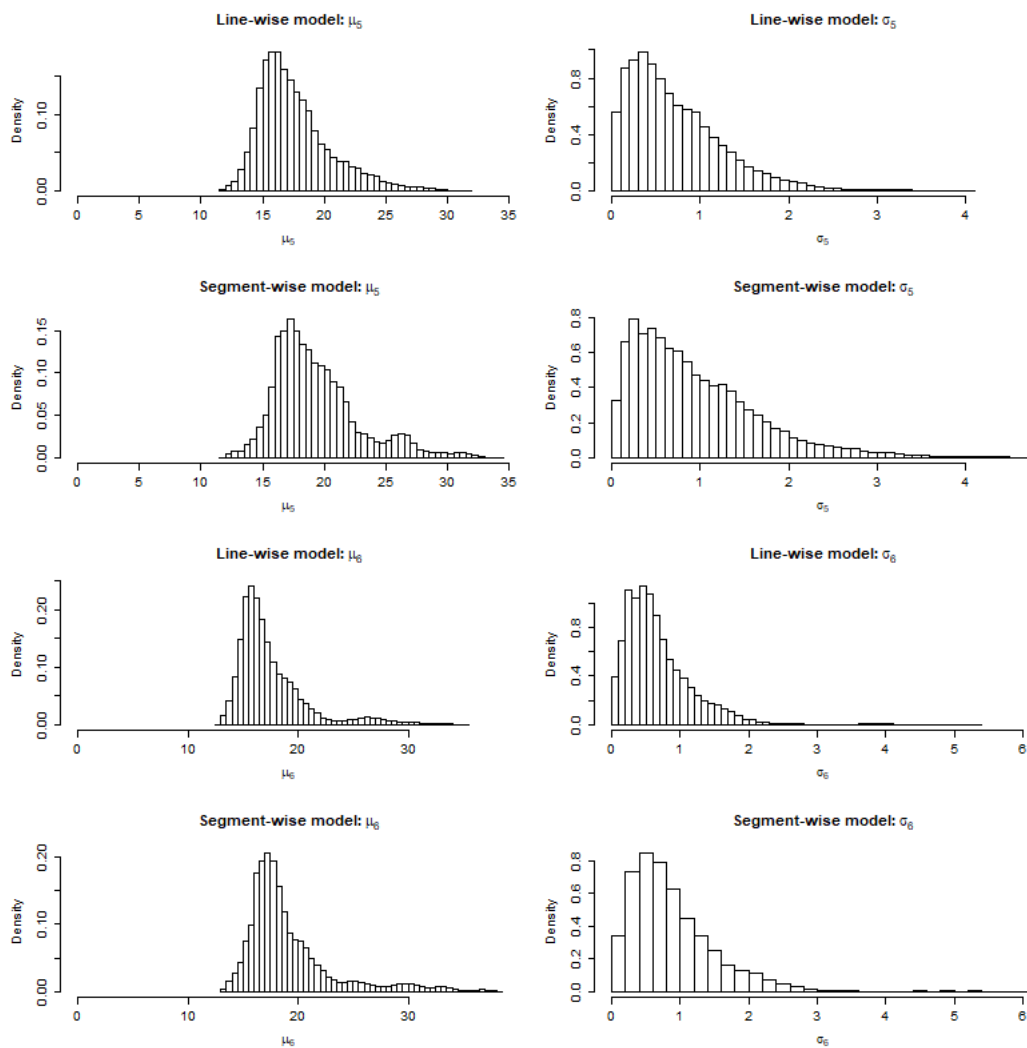 Line-wise model: μ5
Density
0.00 0.10
0 5 10 15 20 25 30 35
μ5
Line-wise model: σ5
Density
0.0 0.4 0.8
0 1 2 3 4
σ5
Segment-wise model: μ5
Density
0.00 0.05 0.10 0.15
0 5 10 15 20 25 30 35
μ5
Segment-wise model: σ5
Density
0.0 0.2 0.4 0.6 0.8
0 1 2 3 4
σ5
Line-wise model: μ6
Density
0.00 0.10 0.20
0 10 20 30
μ6
Line-wise model: σ6
Density
0.0 0.4 0.8
0 1 2 3 4 5 6
σ6
Segment-wise model: μ6
Density
0.00 0.10 0.20
0 10 20 30
μ6
Segment-wise model: σ6
Density
0.0 0.2 0.4 0.6 0.8
0 1 2 3 4 5 6
σ6